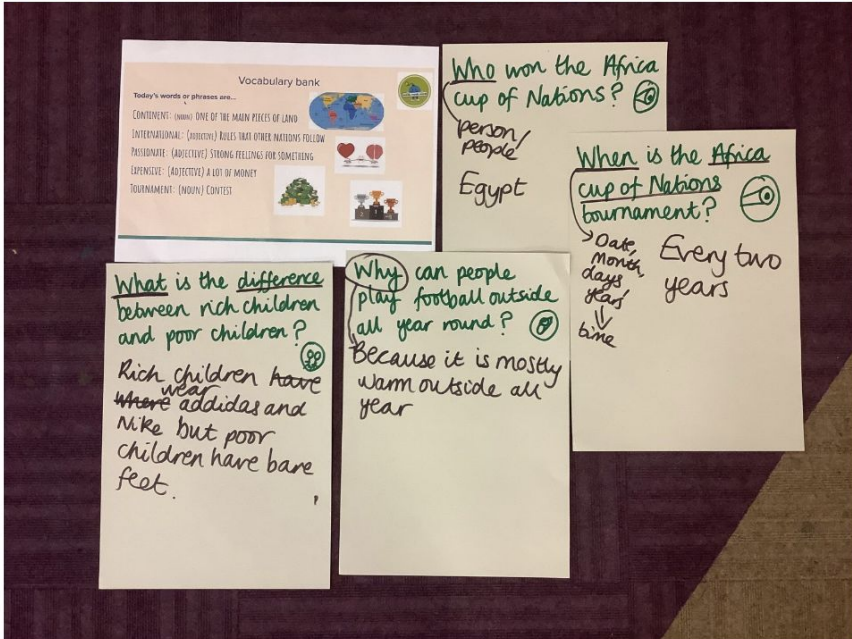 Vocabulary bank
Today's words or phrases are...
CONTINENT: (NOUN) ONE OF THE MAIN PIECES OF LAND
INTERNATIONAL: (ADJECTIVE) RULES THAT OTHER NATIONS FOLLOW
PASSIONATE: (ADJECTIVE) STRONG FEELINGS FOR SOMETHING
EXPENSIVE: (ADJECTIVE) A LOT OF MONEY
TOURNAMENT: (NOUN) CONTEST
Who won the Africa
cup of Nations?
person/
people
Egypt
When is the Africa
cup of Nations
tournament?
Date,
month,
days
years
time
Every two
years
What is the difference
between rich children
and poor children?
Rich children have
where wear addidas and
Nike but poor
children have bare
feet.
Why can people
play football outside
all year round?
Because it is mostly
warm outside all
year